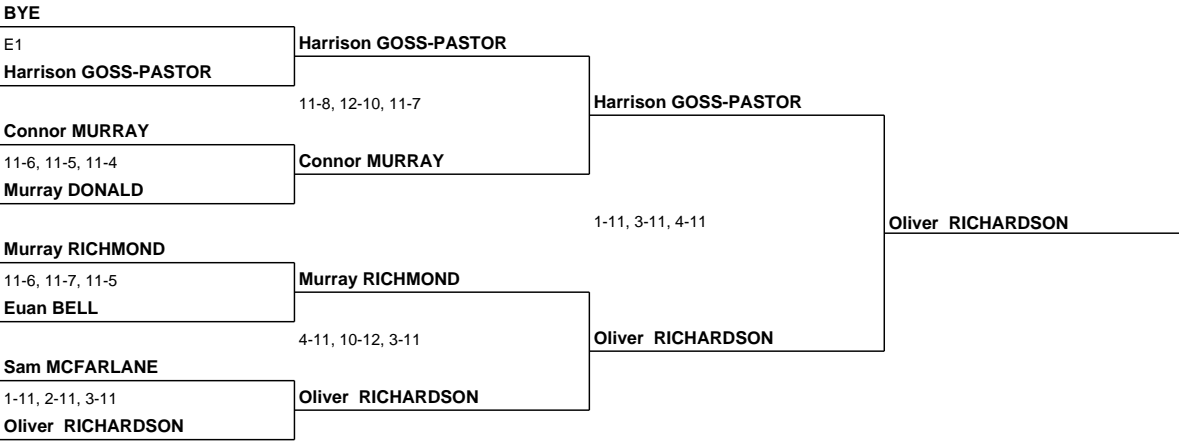 BYE
E1
Harrison GOSS-PASTOR
Harrison GOSS-PASTOR
11-8, 12-10, 11-7
Harrison GOSS-PASTOR
Connor MURRAY
11-6, 11-5, 11-4
Connor MURRAY
Murray DONALD
1-11, 3-11, 4-11
Oliver RICHARDSON
Murray RICHMOND
11-6, 11-7, 11-5
Murray RICHMOND
Euan BELL
4-11, 10-12, 3-11
Oliver RICHARDSON
Sam MCFARLANE
1-11, 2-11, 3-11
Oliver RICHARDSON
Oliver RICHARDSON